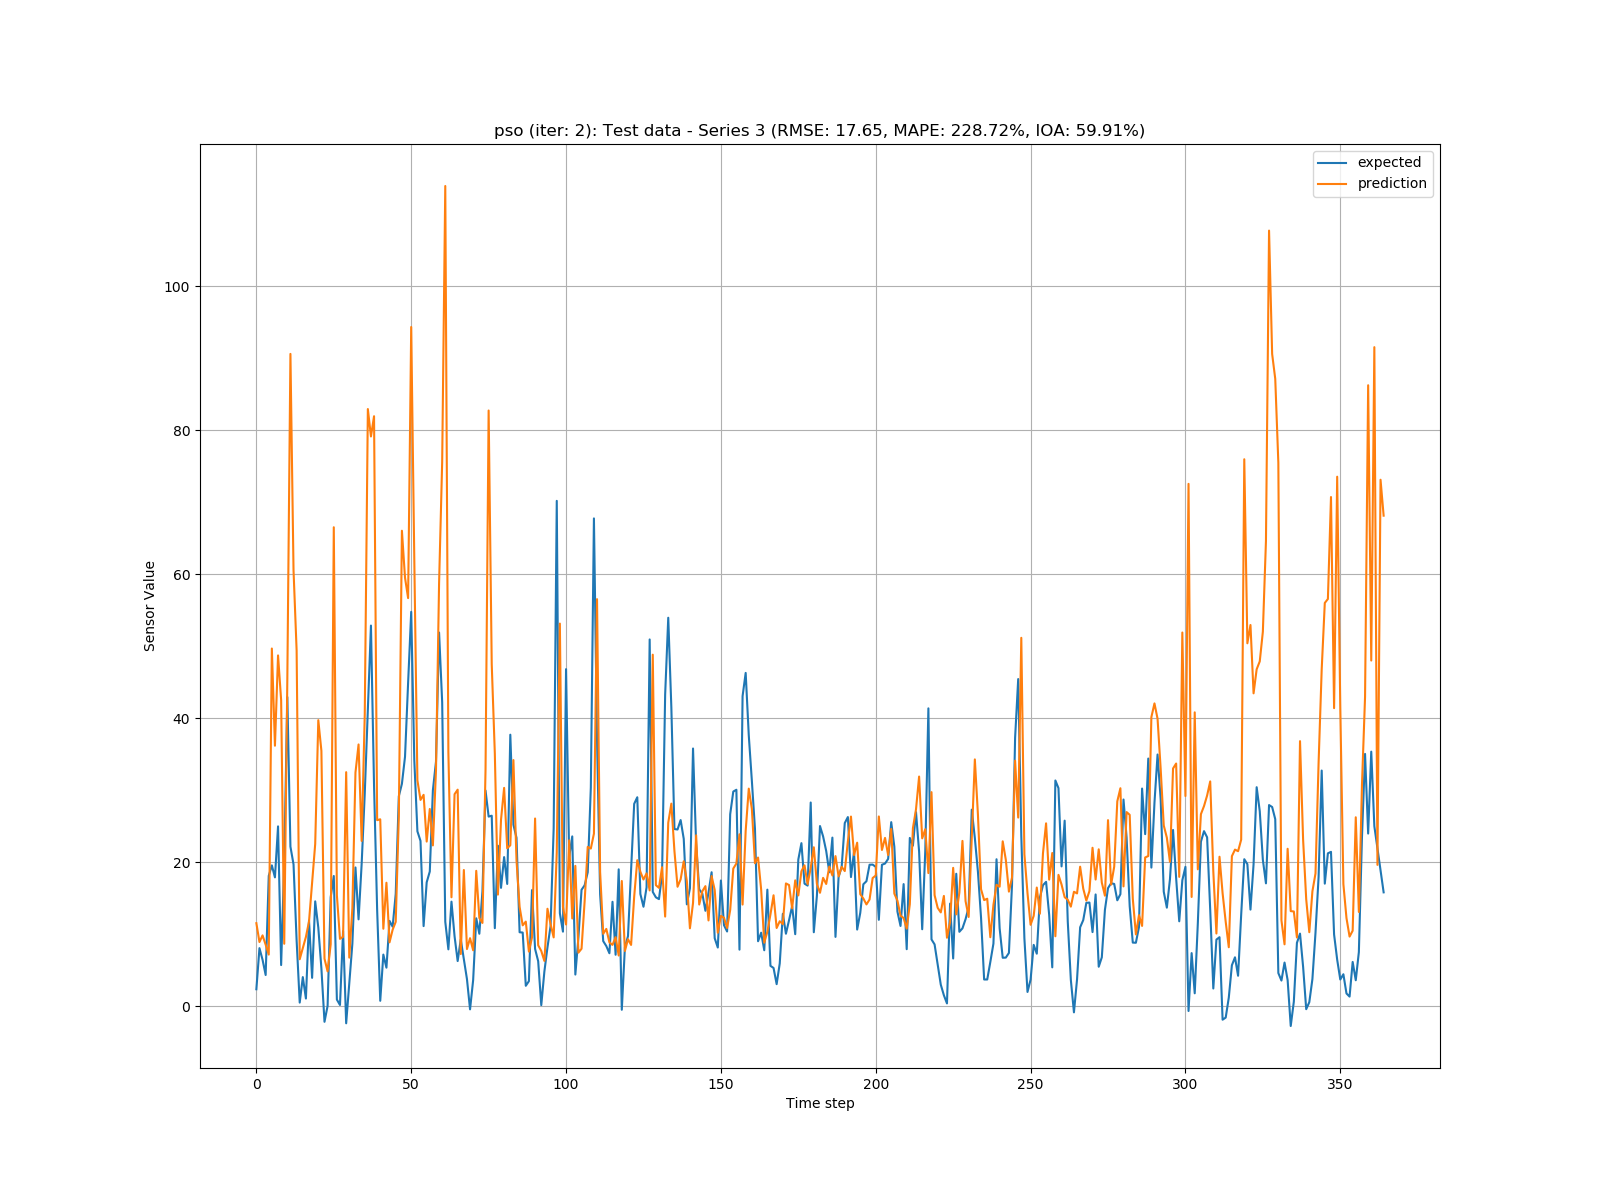 pso (iter: 2): Test data - Series 3 (RMSE: 17.65, MAPE: 228.72%, IOA: 59.91%)
expected
prediction
100
80
60
40
20
0
Sensor Value
0 50 100 150 200 250 300 350
Time step